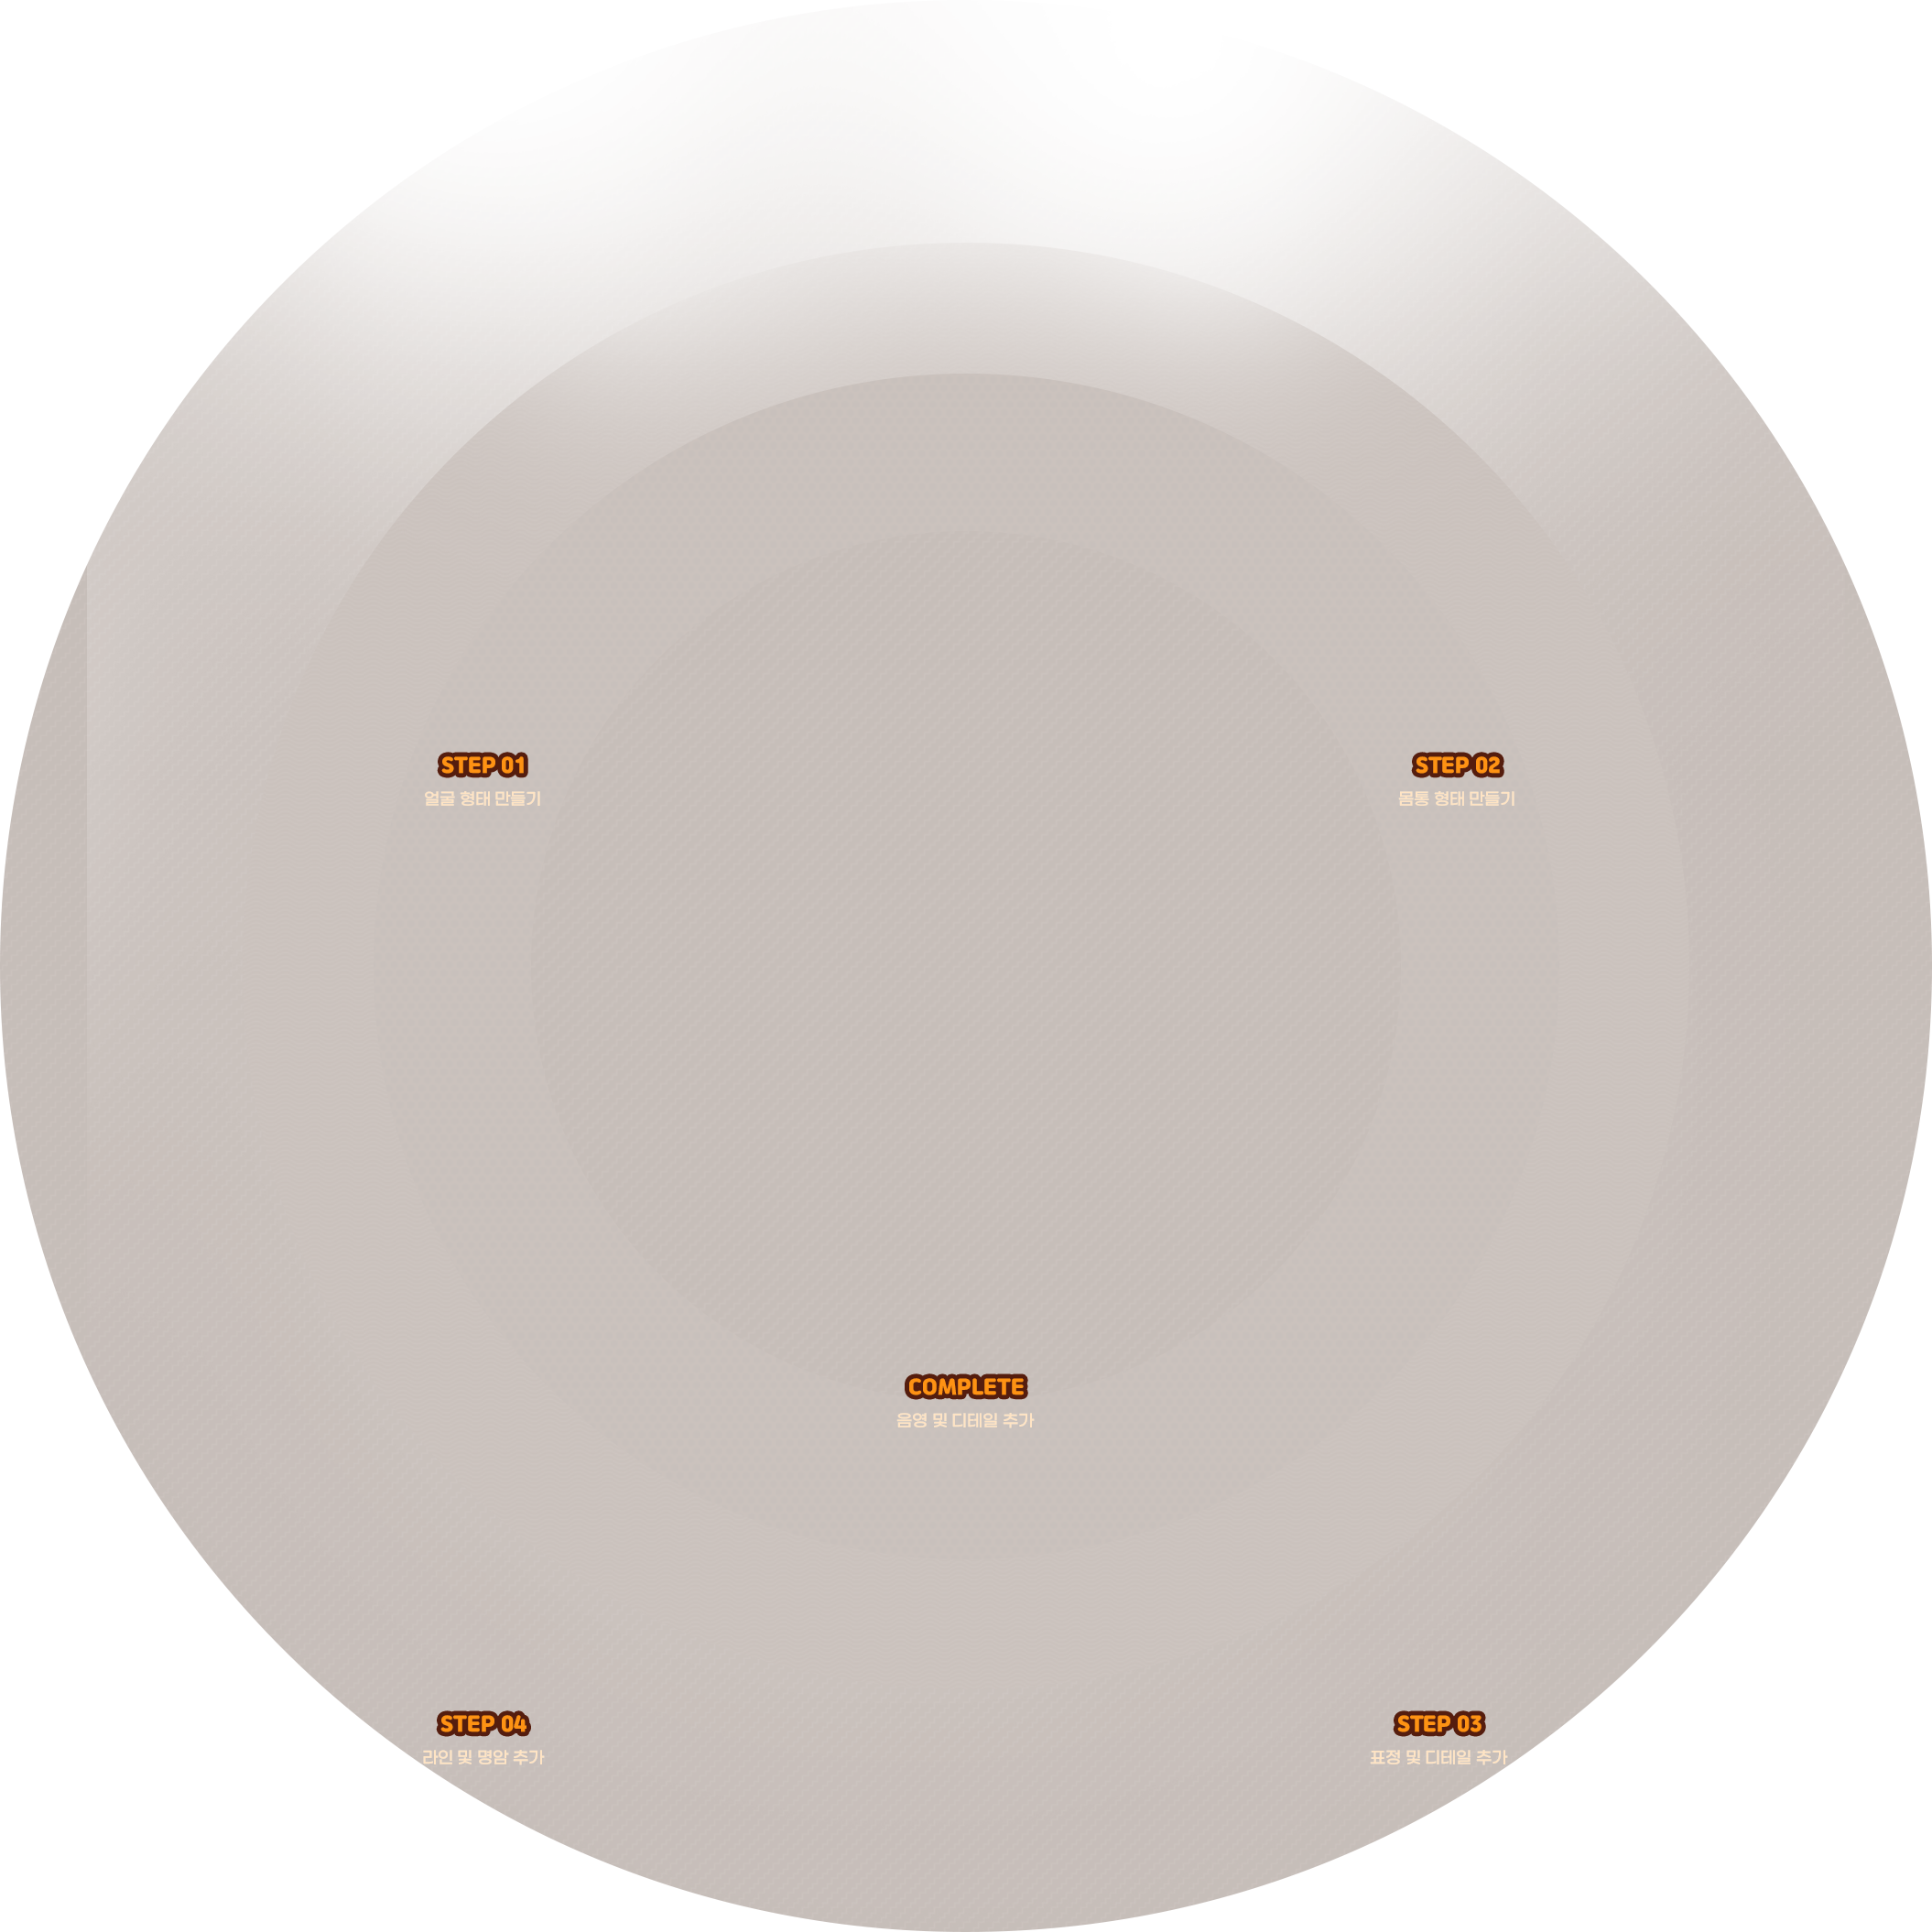 STEP 01
얼굴 형태 만들기
STEP 02
몸통 형태 만들기
COMPLETE
음영 및 디테일 추가
STEP 04
라인 및 명암 추가
STEP 03
표정 및 디테일 추가